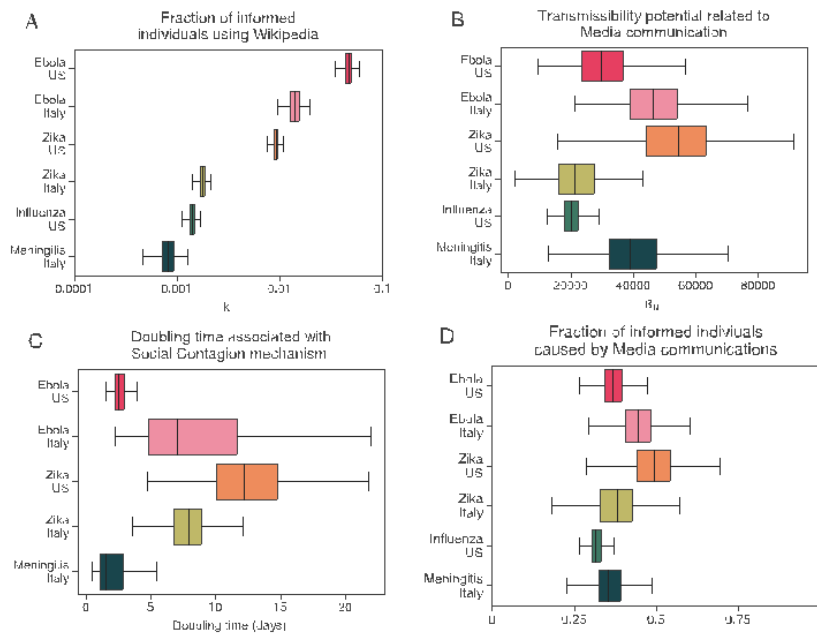 A
Fraction of informed
individuals using Wikipedia
Ebola
US
Ebola
Italy
Zika
US
Zika
Italy
Influenza
US
Meningitis
Italy
0.0001
0.001
0.01
0.1
k
B
Transmissibility potential related to
Media communication
Ebola
US
Ebola
Italy
Zika
US
Zika
Italy
Influenza
US
Meningitis
Italy
0
20000
40000
60000
80000
C
Doubling time associated with
Social Contagion mechanism
Ebola
US
Ebola
Italy
Zika
US
Zika
Italy
Meningitis
Italy
0
5
10
15
20
Doubling time (days)
D
Fraction of informed indiviuals
caused by Media communications
Ebola
US
Ebola
Italy
Zika
US
Zika
Italy
Influenza
US
Meningitis
Italy
0
0.25
0.5
0.75